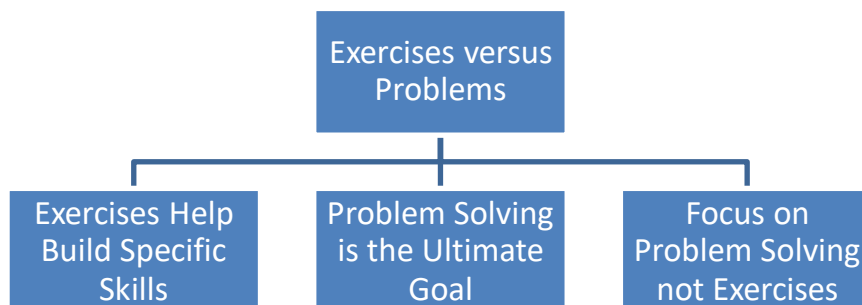 Exercises versus
Problems
Exercises Help
Build Specific
Skills
Problem Solving
is the Ultimate
Goal
Focus on
Problem Solving
not Exercises